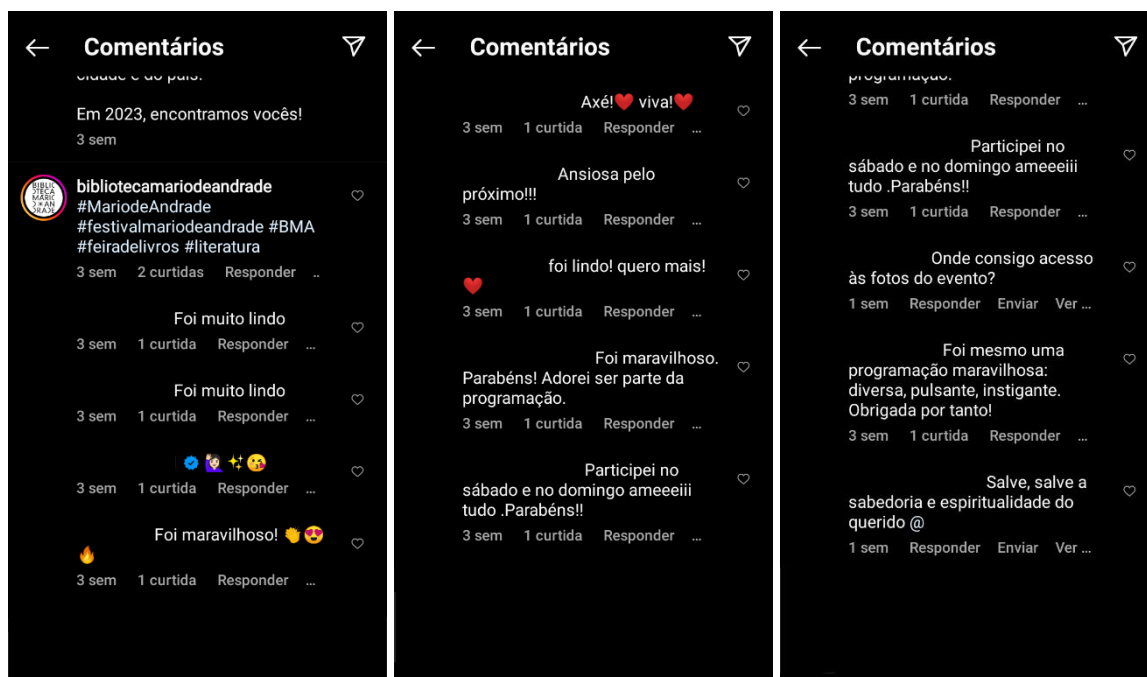 Comentários
cidade e do país.
Em 2023, encontramos vocês!
3 sem
BIBLIOTECA MARIO DE ANDRADE
bibliotecamariodeandrade
#MariodeAndrade
#festivalmariodeandrade #BMA
#feiradelivros #literatura
3 sem 2 curtidas Responder ..
Foi muito lindo
3 sem 1 curtida Responder ...
Foi muito lindo
3 sem 1 curtida Responder ...
🙋🏻‍♀️✨😘
3 sem 1 curtida Responder ...
Foi maravilhoso! 👏😍
🔥
3 sem 1 curtida Responder ...
Comentários
Axé!❤️ viva!❤️
3 sem 1 curtida Responder ...
Ansiosa pelo
próximo!!!
3 sem 1 curtida Responder ...
foi lindo! quero mais!
❤️
3 sem 1 curtida Responder ...
Foi maravilhoso.
Parabéns! Adorei ser parte da
programação.
3 sem 1 curtida Responder ...
Participei no
sábado e no domingo ameeeiii
tudo .Parabéns!!
3 sem 1 curtida Responder ...
Comentários
programação.
3 sem 1 curtida Responder ...
Participei no
sábado e no domingo ameeeiii
tudo .Parabéns!!
3 sem 1 curtida Responder ...
Onde consigo acesso
às fotos do evento?
1 sem Responder Enviar Ver ...
Foi mesmo uma
programação maravilhosa:
diversa, pulsante, instigante.
Obrigada por tanto!
3 sem 1 curtida Responder ...
Salve, salve a
sabedoria e espiritualidade do
querido @
1 sem Responder Enviar Ver ...